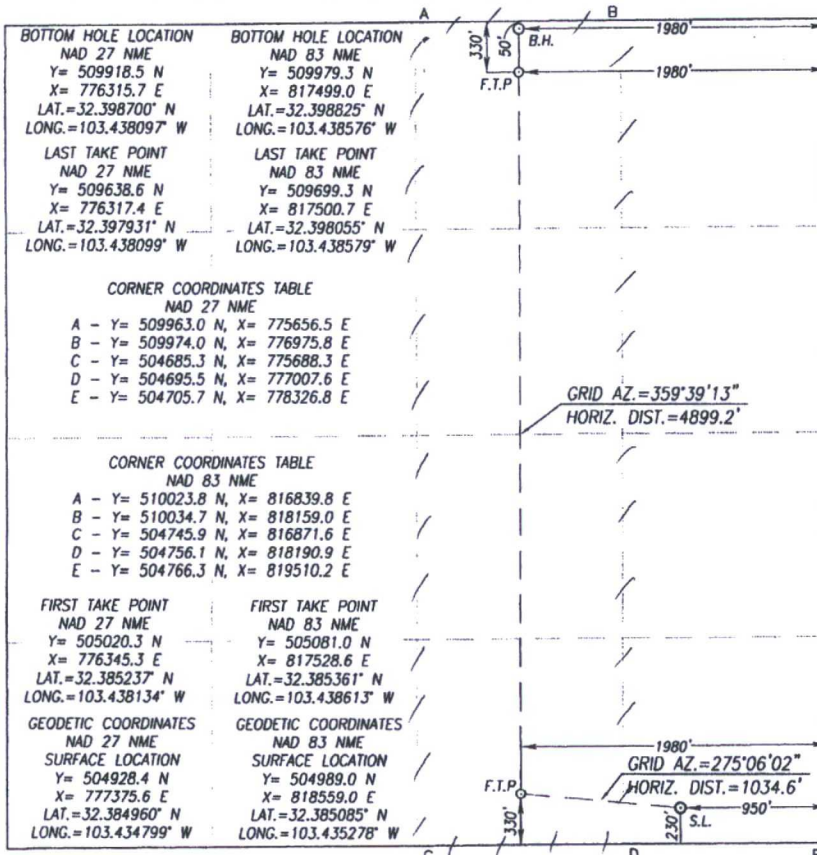 A B
BOTTOM HOLE LOCATION
NAD 27 NME
Y= 509918.5 N
X= 776315.7 E
LAT.=32.398700° N
LONG.=103.438097° W
BOTTOM HOLE LOCATION
NAD 83 NME
Y= 509979.3 N
X= 817499.0 E
LAT.=32.398825° N
LONG.=103.438576° W
330'
50'
B.H.
1980'
F.T.P
1980'
LAST TAKE POINT
NAD 27 NME
Y= 509638.6 N
X= 776317.4 E
LAT.=32.397931° N
LONG.=103.438099° W
LAST TAKE POINT
NAD 83 NME
Y= 509699.3 N
X= 817500.7 E
LAT.=32.398055° N
LONG.=103.438579° W
CORNER COORDINATES TABLE
NAD 27 NME
A - Y= 509963.0 N, X= 775656.5 E
B - Y= 509974.0 N, X= 776975.8 E
C - Y= 504685.3 N, X= 775688.3 E
D - Y= 504695.5 N, X= 777007.6 E
E - Y= 504705.7 N, X= 778326.8 E
GRID AZ.=359°39'13"
HORIZ. DIST.=4899.2'
CORNER COORDINATES TABLE
NAD 83 NME
A - Y= 510023.8 N, X= 816839.8 E
B - Y= 510034.7 N, X= 818159.0 E
C - Y= 504745.9 N, X= 816871.6 E
D - Y= 504756.1 N, X= 818190.9 E
E - Y= 504766.3 N, X= 819510.2 E
FIRST TAKE POINT
NAD 27 NME
Y= 505020.3 N
X= 776345.3 E
LAT.=32.385237° N
LONG.=103.438134° W
FIRST TAKE POINT
NAD 83 NME
Y= 505081.0 N
X= 817528.6 E
LAT.=32.385361° N
LONG.=103.438613° W
GEODETIC COORDINATES
NAD 27 NME
SURFACE LOCATION
Y= 504928.4 N
X= 777375.6 E
LAT.=32.384960° N
LONG.=103.434799° W
GEODETIC COORDINATES
NAD 83 NME
SURFACE LOCATION
Y= 504989.0 N
X= 818559.0 E
LAT.=32.385085° N
LONG.=103.435278° W
1980'
GRID AZ.=275°06'02"
HORIZ. DIST.=1034.6'
F.T.P
330'
950'
S.L.
230'